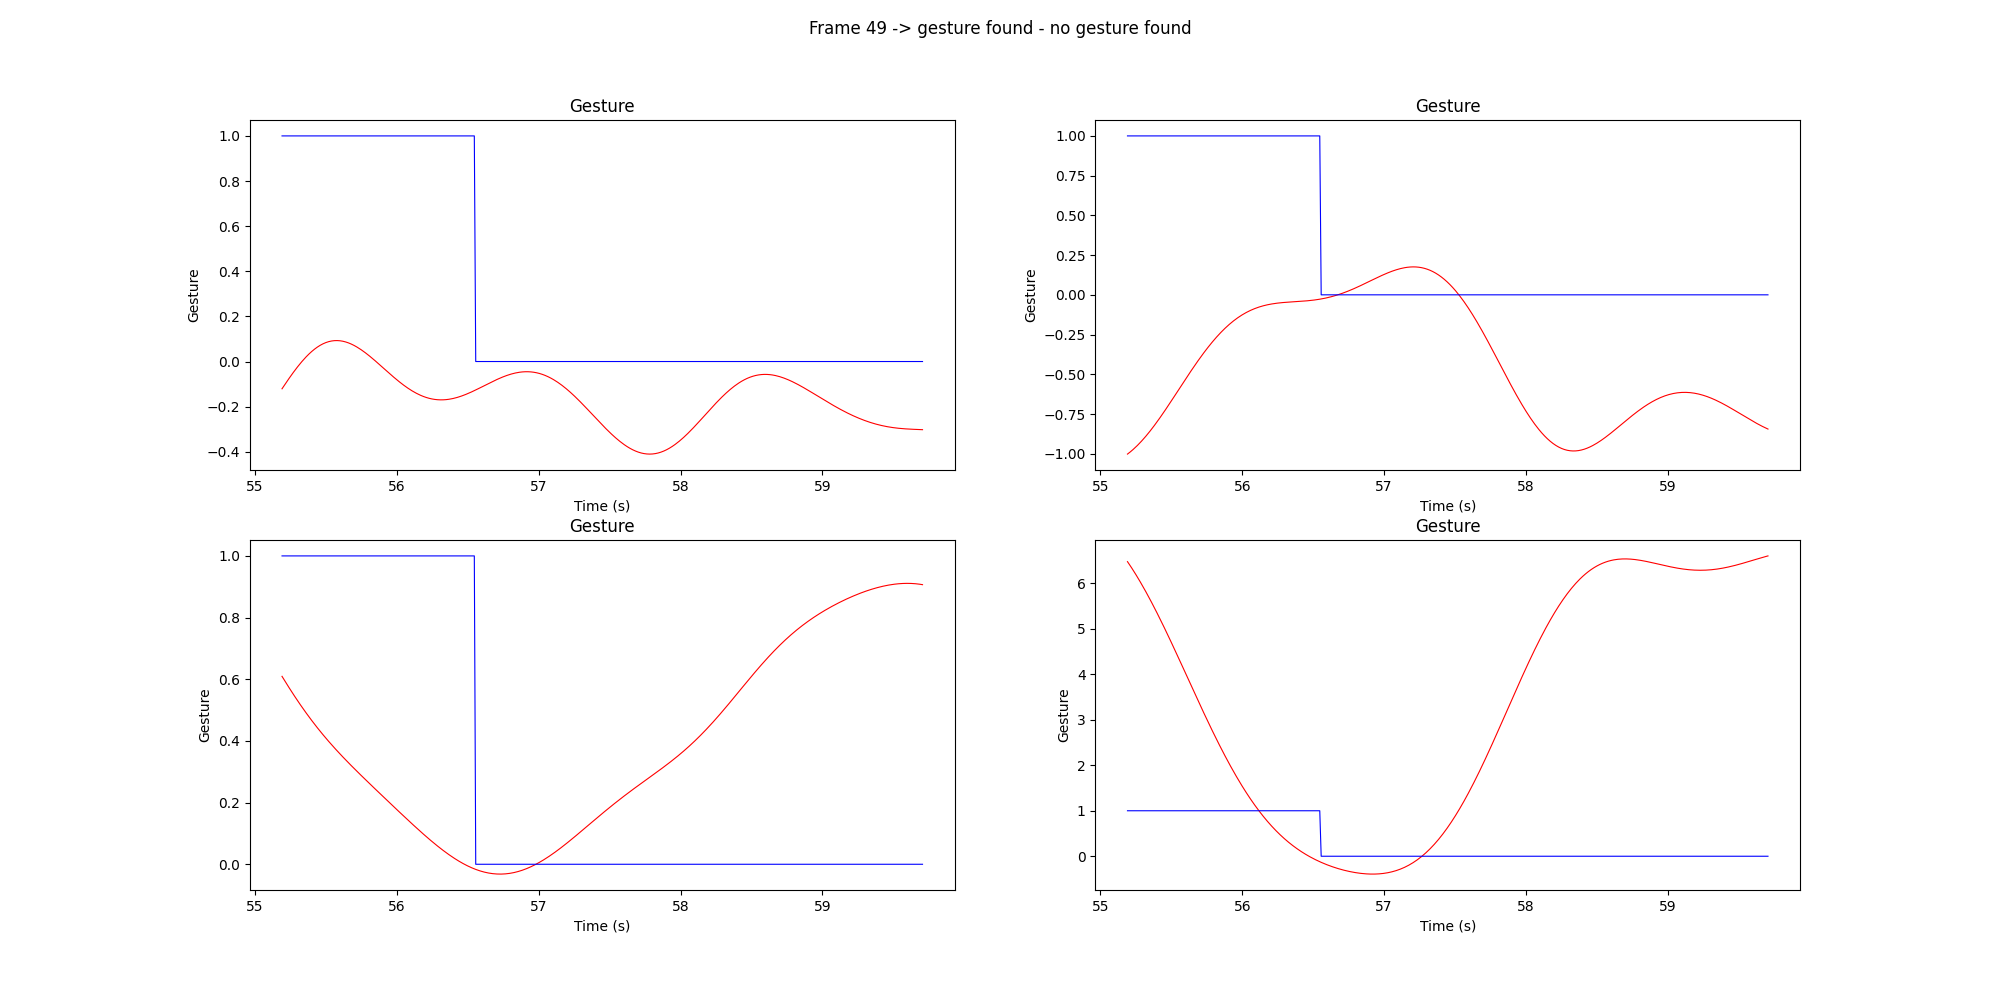 Frame 49 -> gesture found - no gesture found
Gesture
1.0
0.8
0.6
0.4
0.2
0.0
−0.2
−0.4
Gesture
55 56 57 58 59
Time (s)
Gesture
1.00
0.75
0.50
0.25
0.00
−0.25
−0.50
−0.75
−1.00
Gesture
55 56 57 58 59
Time (s)
Gesture
1.0
0.8
0.6
0.4
0.2
0.0
Gesture
55 56 57 58 59
Time (s)
Gesture
6
5
4
3
2
1
0
Gesture
55 56 57 58 59
Time (s)